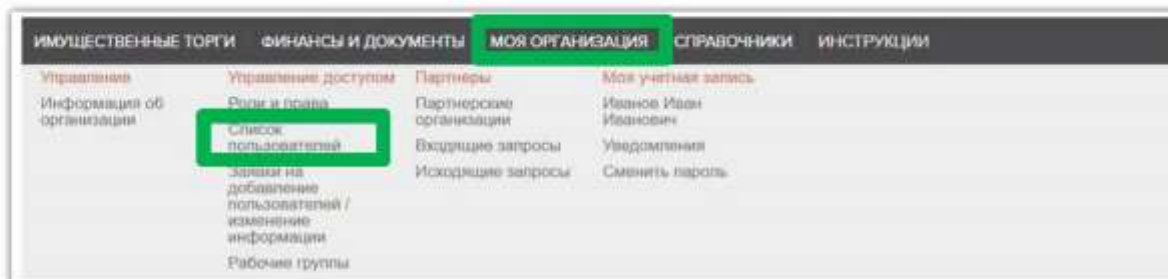 ИМУЩЕСТВЕННЫЕ ТОРГИ ФИНАНСЫ И ДОКУМЕНТЫ МОЯ ОРГАНИЗАЦИЯ СПРАВОЧНИКИ ИНСТРУКЦИИ
Управление
Информация об
организации
Управление доступом
Роли и права
Список
пользователей
Заявки на
добавление
пользователей /
изменение
информации
Рабочие группы
Партнеры
Партнерские
организации
Входящие запросы
Исходящие запросы
Моя учетная запись
Иванов Иван
Иванович
Уведомления
Сменить пароль